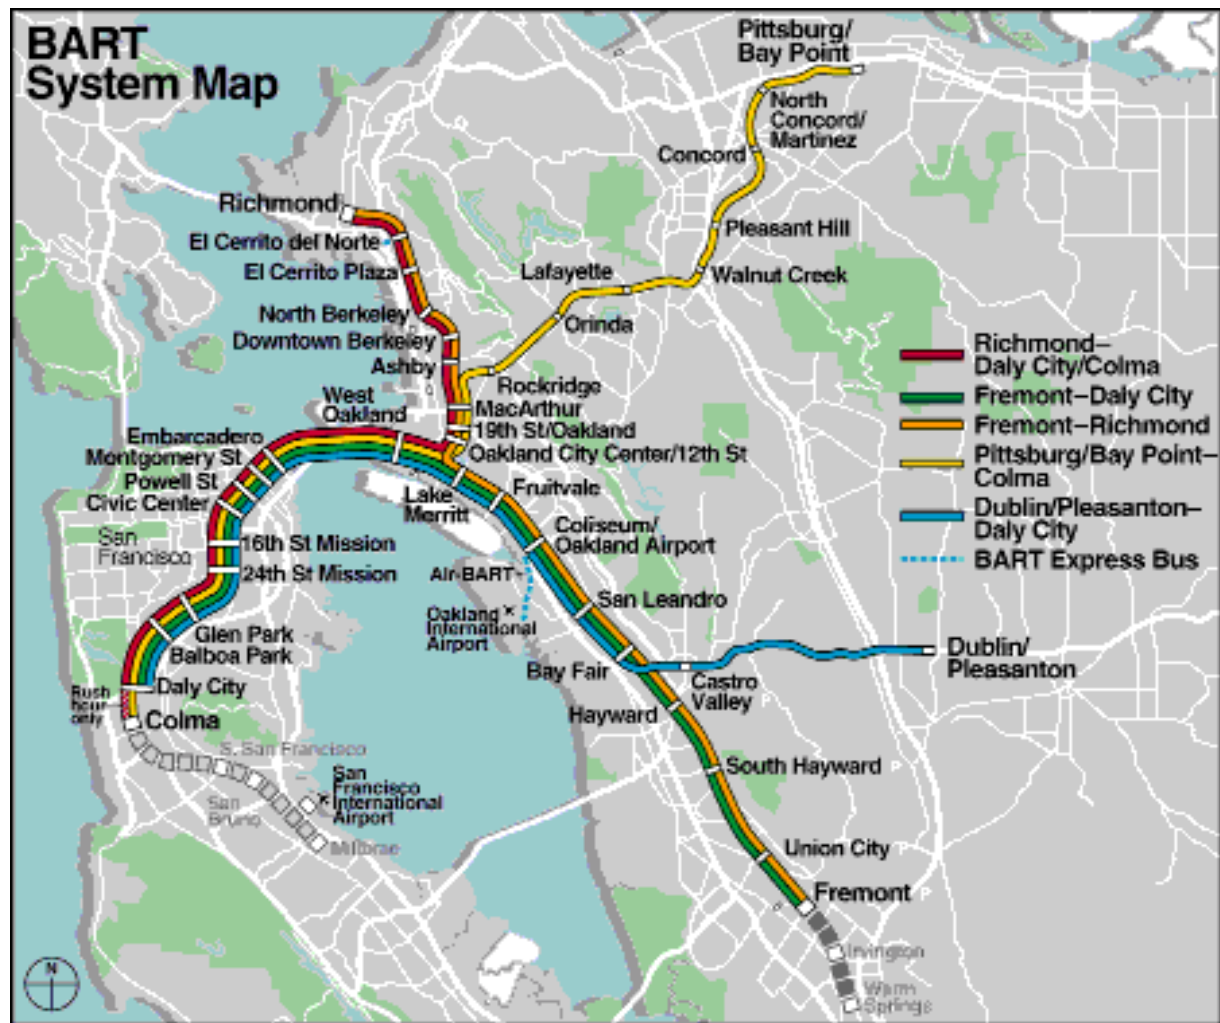 BART
System Map
Pittsburg/
Bay Point
North
Concord/
Martinez
Concord
Richmond
El Cerrito del Norte
El Cerrito Plaza
Pleasant Hill
Lafayette
Walnut Creek
North Berkeley
Orinda
Downtown Berkeley
Ashby
Rockridge
West
Oakland
MacArthur
19th St/Oakland
Oakland City Center/12th St
Embarcadero
Montgomery St
Powell St
Civic Center
Lake
Merritt
Fruitvale
San
Francisco
16th St Mission
24th St Mission
Coliseum/
Oakland Airport
Air-BART
Oakland
International
Airport
San Leandro
Glen Park
Balboa Park
Bay Fair
Castro
Valley
Dublin/
Pleasanton
Daly City
Rush
hour
only
Colma
Hayward
S. San Francisco
San
Francisco
International
Airport
San
Bruno
Millbrae
South Hayward
P
Union City
P
Fremont
P
Irvington
Warm
Springs
N
Richmond–
Daly City/Colma
Fremont–Daly City
Fremont–Richmond
Pittsburg/Bay Point–
Colma
Dublin/Pleasanton–
Daly City
BART Express Bus